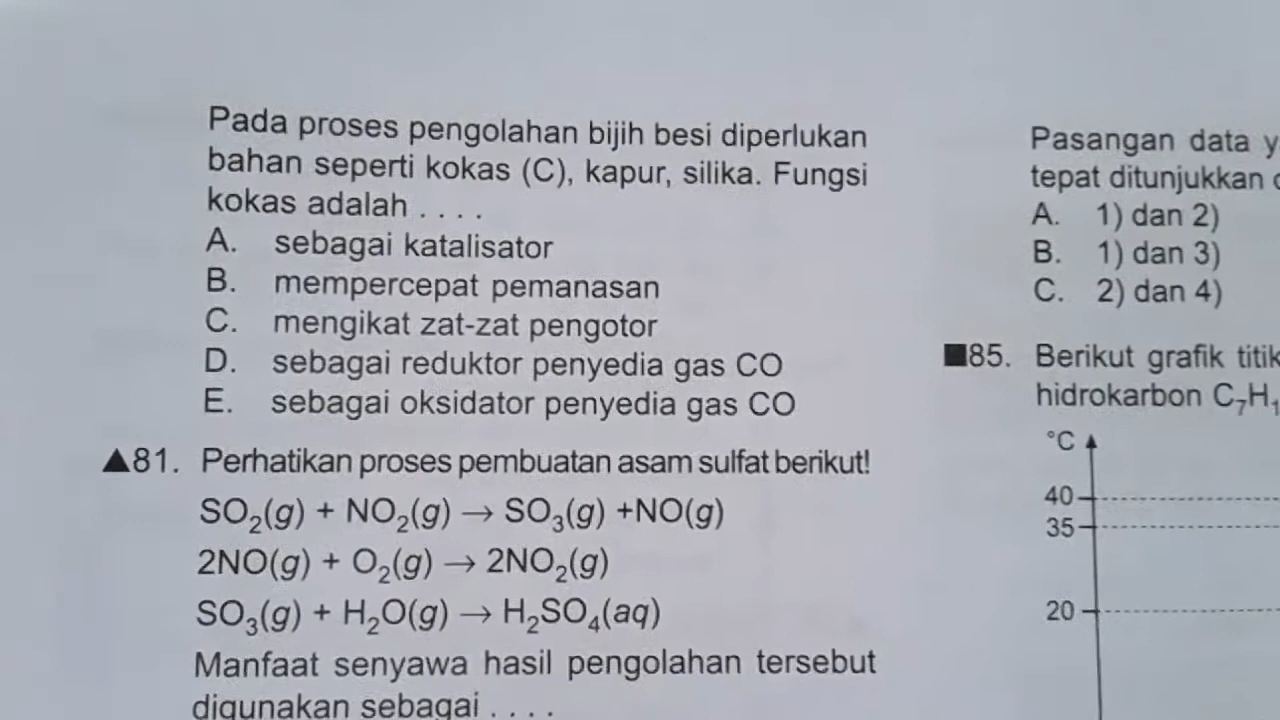 Pada proses pengolahan bijih besi diperlukan
bahan seperti kokas (C), kapur, silika. Fungsi
kokas adalah . . . .
A. sebagai katalisator
B. mempercepat pemanasan
C. mengikat zat-zat pengotor
D. sebagai reduktor penyedia gas CO
E. sebagai oksidator penyedia gas CO
▲81. Perhatikan proses pembuatan asam sulfat berikut!
SO₂(g) + NO₂(g) → SO₃(g) +NO(g)
2NO(g) + O₂(g) → 2NO₂(g)
SO₃(g) + H₂O(g) → H₂SO₄(aq)
Manfaat senyawa hasil pengolahan tersebut
digunakan sebagai . . . .
Pasangan data
tepat ditunjukkan
A. 1) dan 2)
B. 1) dan 3)
C. 2) dan 4)
■85. Berikut grafik titik
hidrokarbon C₇H₁
°C
40
35
20